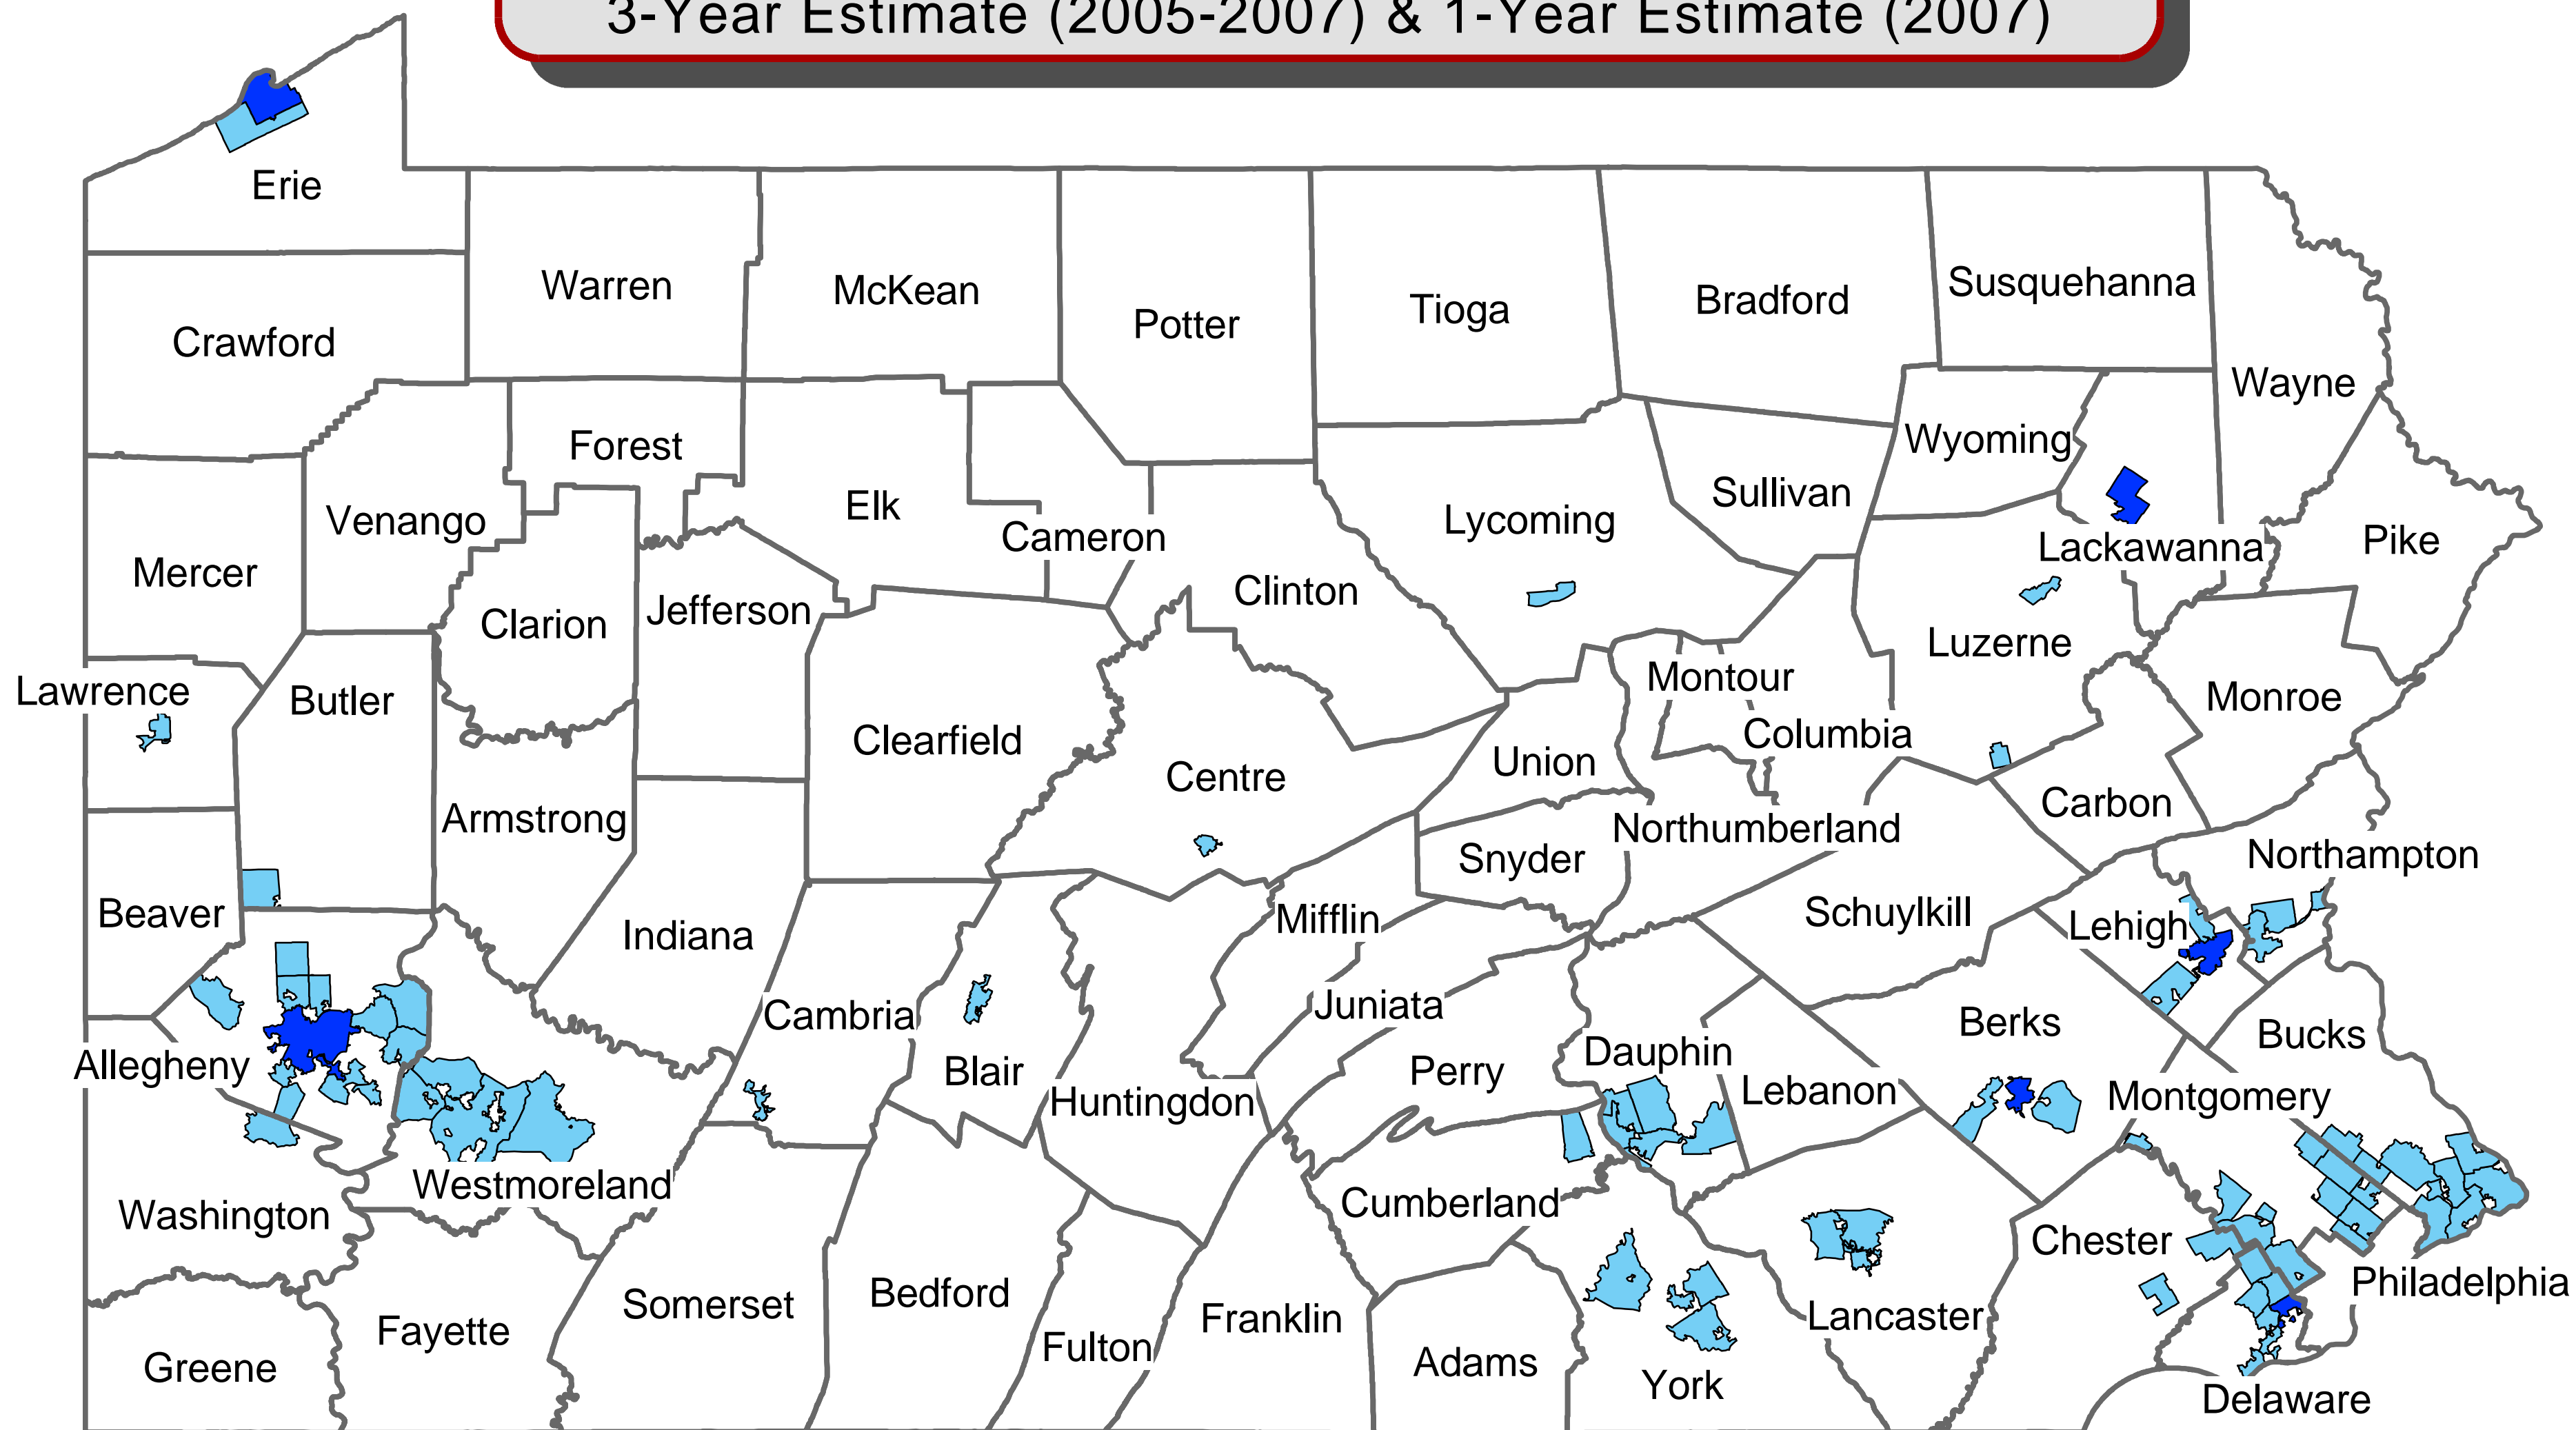 3-Year Estimate (2005-2007) & 1-Year Estimate (2007)
Erie
Warren
McKean
Potter
Tioga
Bradford
Susquehanna
Wayne
Crawford
Forest
Wyoming
Venango
Elk
Cameron
Lycoming
Sullivan
Lackawanna
Pike
Mercer
Clarion
Jefferson
Clinton
Luzerne
Lawrence
Butler
Clearfield
Centre
Union
Montour
Columbia
Monroe
Armstrong
Snyder
Northumberland
Carbon
Northampton
Beaver
Indiana
Mifflin
Schuylkill
Lehigh
Allegheny
Cambria
Blair
Huntingdon
Juniata
Perry
Dauphin
Lebanon
Berks
Bucks
Montgomery
Washington
Westmoreland
Cumberland
Chester
Philadelphia
Greene
Fayette
Somerset
Bedford
Fulton
Franklin
Adams
York
Lancaster
Delaware